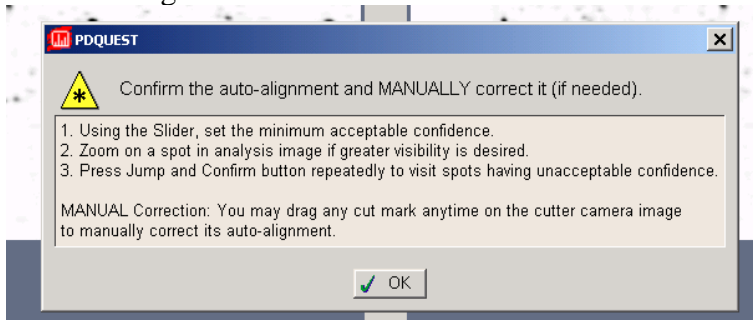 PDQUEST
Confirm the auto-alignment and MANUALLY correct it (if needed).
1. Using the Slider, set the minimum acceptable confidence.
2. Zoom on a spot in analysis image if greater visibility is desired.
3. Press Jump and Confirm button repeatedly to visit spots having unacceptable confidence.
MANUAL Correction: You may drag any cut mark anytime on the cutter camera image
to manually correct its auto-alignment.
OK